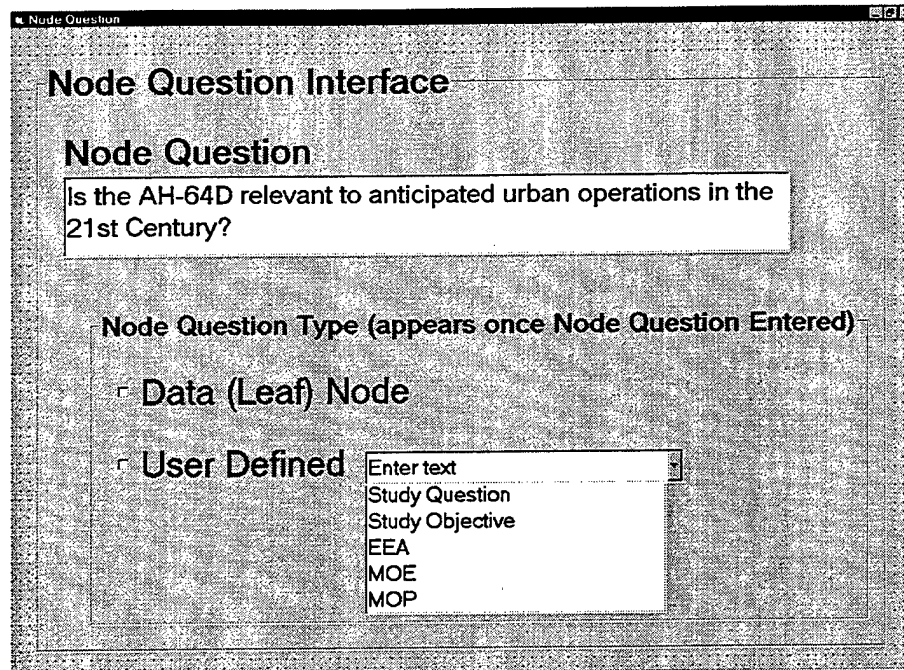 Node Question
Node Question Interface
Node Question
Is the AH-64D relevant to anticipated urban operations in the
21st Century?
Node Question Type (appears once Node Question Entered)
Data (Leaf) Node
User Defined
Enter text
Study Question
Study Objective
EEA
MOE
MOP